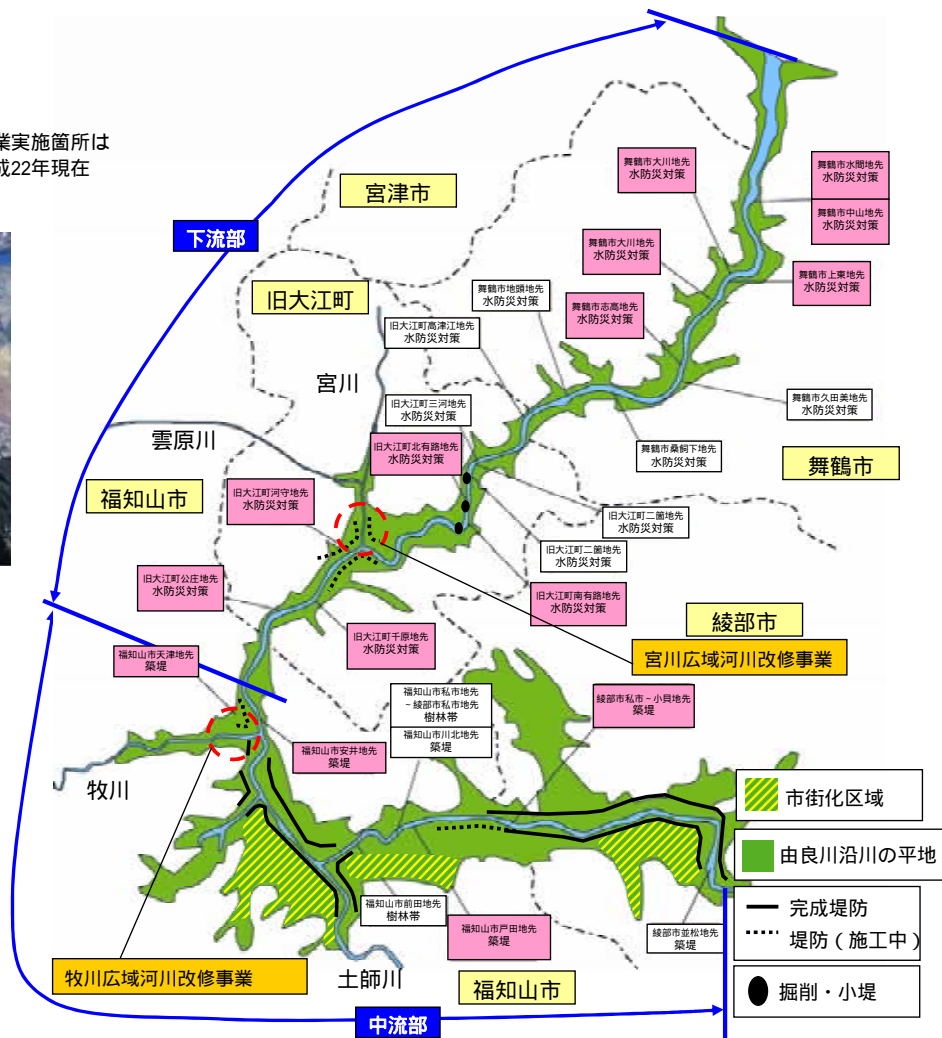 業実施箇所は
成22年現在
下流部
宮津市
旧大江町
宮川
雲原川
福知山市
舞鶴市大川地先
水防災対策
舞鶴市水間地先
水防災対策
舞鶴市中山地先
水防災対策
舞鶴市大川地先
水防災対策
舞鶴市上東地先
水防災対策
舞鶴市地頭地先
水防災対策
舞鶴市志高地先
水防災対策
旧大江町高津江地先
水防災対策
旧大江町三河地先
水防災対策
舞鶴市久田美地先
水防災対策
旧大江町北有路地先
水防災対策
舞鶴市桑飼下地先
水防災対策
舞鶴市
旧大江町河守地先
水防災対策
旧大江町二箇地先
水防災対策
旧大江町二箇地先
水防災対策
旧大江町公庄地先
水防災対策
旧大江町南有路地先
水防災対策
旧大江町千原地先
水防災対策
綾部市
宮川広域河川改修事業
福知山市天津地先
築堤
福知山市私市地先
~綾部市私市地先
樹林帯
福知山市川北地先
築堤
綾部市私市-小貝地先
築堤
福知山市安井地先
築堤
牧川
市街化区域
由良川沿川の平地
完成堤防
堤防(施工中)
掘削・小堤
福知山市前田地先
樹林帯
福知山市戸田地先
築堤
綾部市並松地先
築堤
牧川広域河川改修事業
土師川
福知山市
中流部